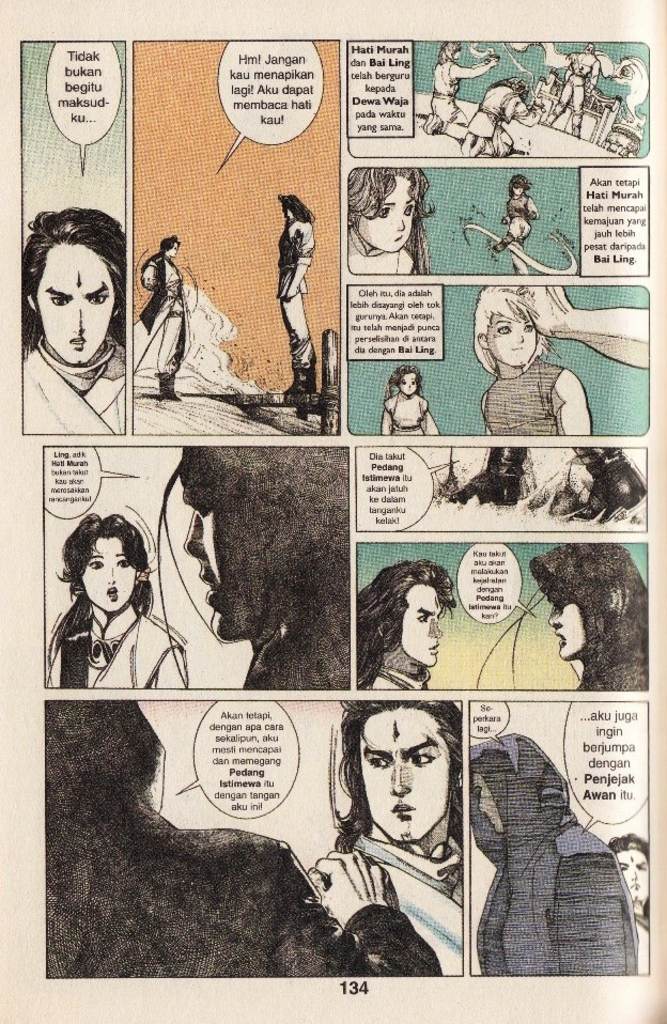 Tidak
bukan
begitu
maksud-
ku...
Hm! Jangan
kau menapikan
lagi! Aku dapat
membaca hati
kau!
Hati Murah
dan Bai Ling
telah berguru
kepada
Dewa Waja
pada waktu
yang sama.
Akan tetapi
Hati Murah
telah mencapai
kemajuan yang
jauh lebih
pesat daripada
Bai Ling.
Oleh itu, dia adalah
lebih disayangi oleh tok
gurunya. Akan tetapi,
itu telah menjadi punca
perselisihan di antara
dia dengan Bai Ling.
Ling, adik
Hati Murah
bukan takut
kau akan
merosakkan
rancanganku!
Dia takut
Pedang
Istimewa itu
akan jatuh
ke dalam
tanganku
kelak!
Kau takut
aku akan
melakukan
kejahatan
dengan
Pedang
Istimewa itu
kan?
Akan tetapi,
dengan apa cara
sekalipun, aku
mesti mencapai
dan memegang
Pedang
Istimewa itu
dengan tangan
aku ini!
Se-
perkara
lagi...
...aku juga
ingin
berjumpa
dengan
Penjejak
Awan itu.
134